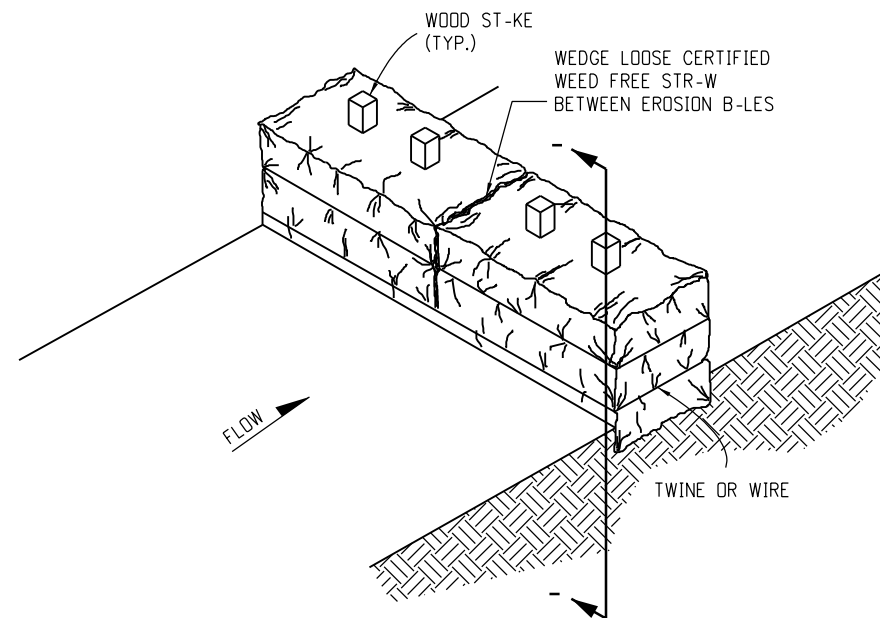 WOOD ST-KE
(TYP.)
WEDGE LOOSE CERTIFIED
WEED FREE STR-W
BETWEEN EROSION B-LES
-
FLOW
TWINE OR WIRE
-